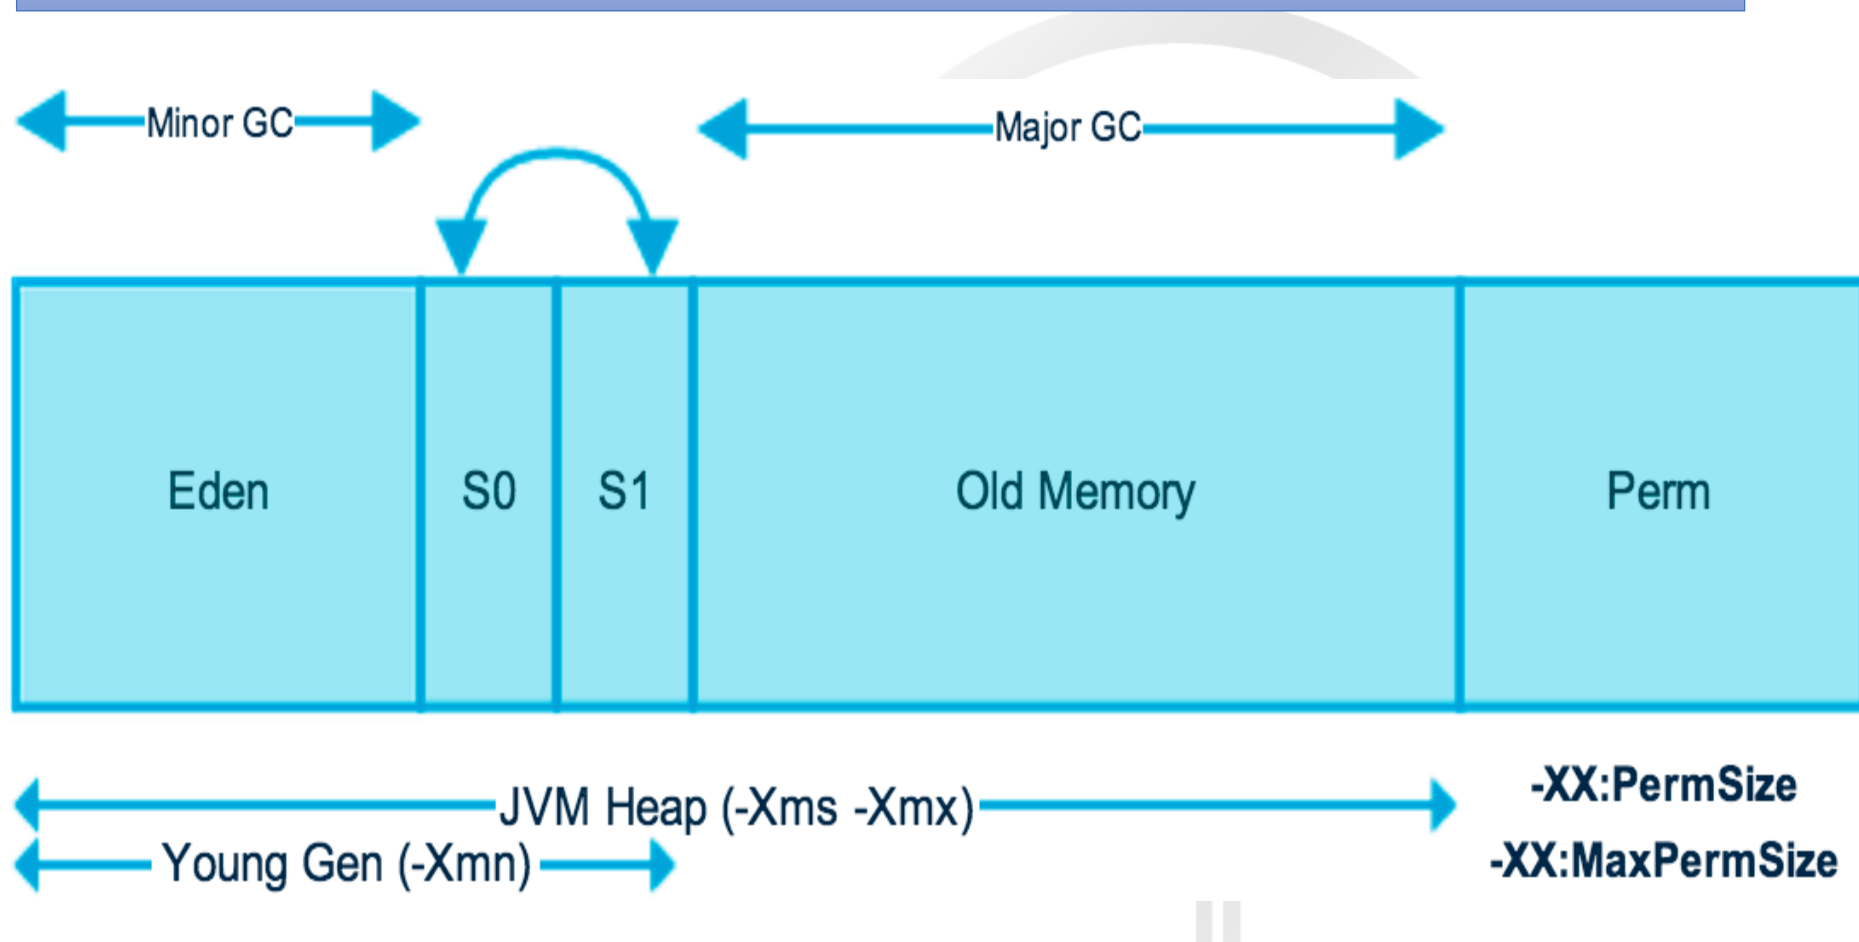 Minor GC
Major GC
Eden
S0
S1
Old Memory
Perm
JVM Heap (-Xms -Xmx)
Young Gen (-Xmn)
-XX:PermSize
-XX:MaxPermSize